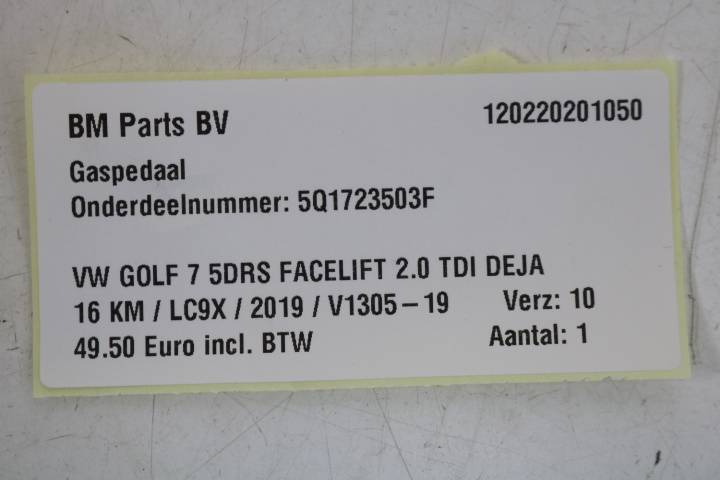 BM Parts BV 120220201050
Gaspedaal
Onderdeelnummer: 5Q1723503F
VW GOLF 7 5DRS FACELIFT 2.0 TDI DEJA
16 KM / LC9X / 2019 / V1305-19 Verz: 10
49.50 Euro incl. BTW Aantal: 1